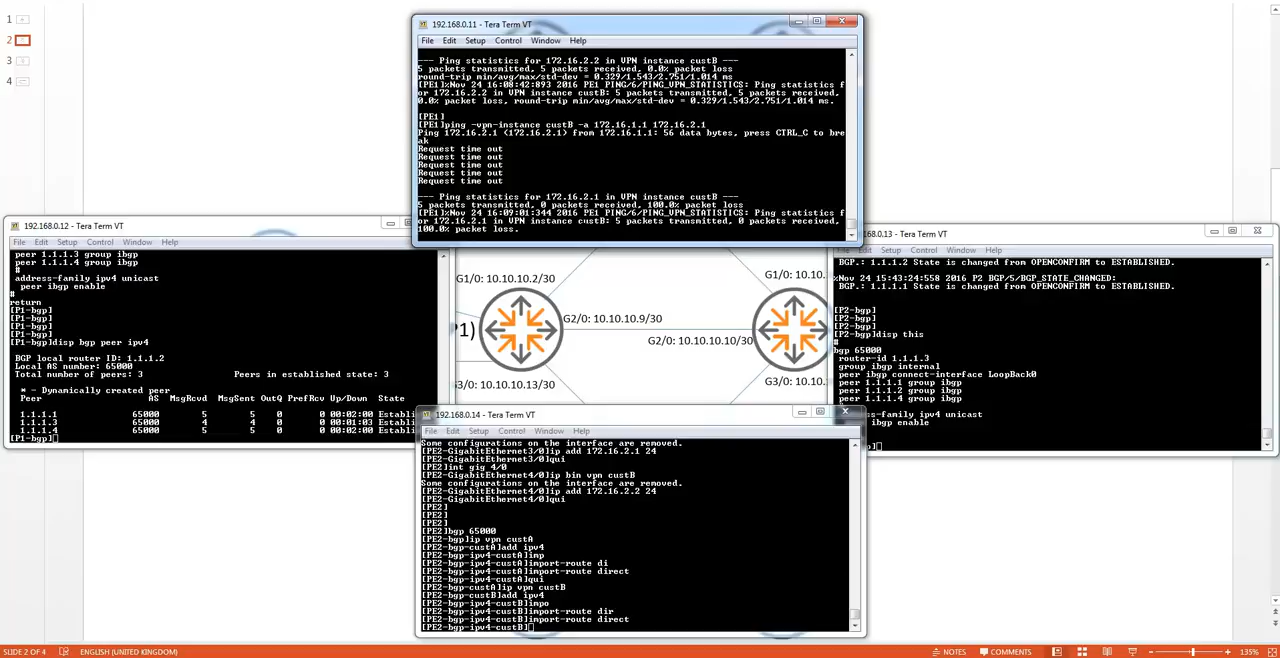 1
2
3
4
192.168.0.11 - Tera Term VT
File Edit Setup Control Window Help
--- Ping statistics for 172.16.2.2 in VPN instance custB ---
5 packets transmitted, 5 packets received, 0.0% packet loss
round-trip min/avg/max/std-dev = 0.329/1.543/2.751/1.014 ms
[PE1]%Nov 24 16:08:42:893 2016 PE1 PING/6/PING_VPN_STATISTICS: Ping statistics f
or 172.16.2.2 in VPN instance custB: 5 packets transmitted, 5 packets received,
0.0% packet loss, round-trip min/avg/max/std-dev = 0.329/1.543/2.751/1.014 ms.
[PE1]
[PE1]ping -vpn-instance custB -a 172.16.1.1 172.16.2.1
Ping 172.16.2.1 (172.16.2.1) from 172.16.1.1: 56 data bytes, press CTRL_C to bre
ak
Request time out
Request time out
Request time out
Request time out
Request time out
--- Ping statistics for 172.16.2.1 in VPN instance custB ---
5 packets transmitted, 0 packets received, 100.0% packet loss
[PE1]%Nov 24 16:09:01:344 2016 PE1 PING/6/PING_VPN_STATISTICS: Ping statistics f
or 172.16.2.1 in VPN instance custB: 5 packets transmitted, 0 packets received,
100.0% packet loss.
192.168.0.12 - Tera Term VT
File Edit Setup Control Window Help
peer 1.1.1.3 group ibgp
peer 1.1.1.4 group ibgp
#
address-family ipv4 unicast
peer ibgp enable
#
return
[P1-bgp]
[P1-bgp]
[P1-bgp]
[P1-bgp]
[P1-bgp]disp bgp peer ipv4
BGP local router ID: 1.1.1.2
Local AS number: 65000
Total number of peers: 3 Peers in established state: 3
* - Dynamically created peer
Peer AS MsgRcvd MsgSent OutQ PrefRcv Up/Down State
1.1.1.1 65000 5 5 0 0 00:02:00 Establi
1.1.1.3 65000 4 4 0 0 00:01:03 Establi
1.1.1.4 65000 5 5 0 0 00:02:00 Establi
[P1-bgp]
G1/0: 10.10.10.2/30
G1/0: 10.10.
P1)
G2/0: 10.10.10.9/30
G2/0: 10.10.10.10/30
G3/0: 10.10.10.13/30
G3/0: 10.10.
.0.13 - Tera Term VT
Setup Control Window Help
BGP.: 1.1.1.2 State is changed from OPENCONFIRM to ESTABLISHED.
%Nov 24 15:43:24:558 2016 P2 BGP/5/BGP_STATE_CHANGED:
BGP.: 1.1.1.1 State is changed from OPENCONFIRM to ESTABLISHED.
[P2-bgp]
[P2-bgp]
[P2-bgp]
[P2-bgp]disp this
#
bgp 65000
router-id 1.1.1.3
group ibgp internal
peer ibgp connect-interface LoopBack0
peer 1.1.1.1 group ibgp
peer 1.1.1.2 group ibgp
peer 1.1.1.4 group ibgp
ess-family ipv4 unicast
ibgp enable
192.168.0.14 - Tera Term VT
File Edit Setup Control Window Help
Some configurations on the interface are removed.
[PE2-GigabitEthernet3/0]ip add 172.16.2.1 24
[PE2-GigabitEthernet3/0]qui
[PE2]int gig 4/0
[PE2-GigabitEthernet4/0]ip bin vpn custB
Some configurations on the interface are removed.
[PE2-GigabitEthernet4/0]ip add 172.16.2.2 24
[PE2-GigabitEthernet4/0]qui
[PE2]
[PE2]
[PE2]
[PE2]bgp 65000
[PE2-bgp]ip vpn custA
[PE2-bgp-custA]add ipv4
[PE2-bgp-ipv4-custA]imp
[PE2-bgp-ipv4-custA]import-route di
[PE2-bgp-ipv4-custA]import-route direct
[PE2-bgp-ipv4-custA]qui
[PE2-bgp-custA]ip vpn custB
[PE2-bgp-custB]add ipv4
[PE2-bgp-ipv4-custB]impo
[PE2-bgp-ipv4-custB]import-route dir
[PE2-bgp-ipv4-custB]import-route direct
[PE2-bgp-ipv4-custB]
SLIDE 2 OF 4 ENGLISH (UNITED KINGDOM) NOTES COMMENTS 135%